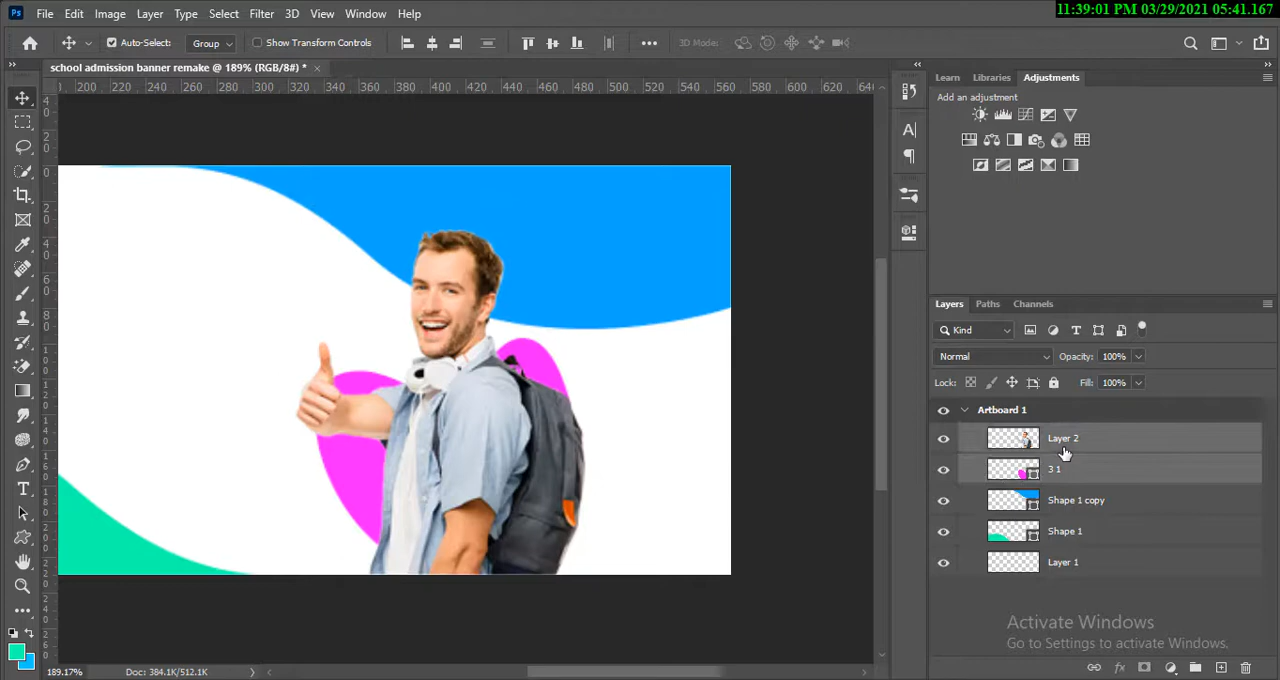 11:39:01 PM 03/29/2021 05:41.167
Ps File Edit Image Layer Type Select Filter 3D View Window Help
Auto-Select: Group Show Transform Controls 3D Mode:
school admission banner remake @ 189% (RGB/8#) * ×
200 220 240 260 280 300 320 340 360 380 400 420 440 460 480 500 520 540 560 580 600 620 64
Learn Libraries Adjustments
Add an adjustment
Layers Paths Channels
Kind
Normal Opacity: 100%
Lock: Fill: 100%
Artboard 1
Layer 2
3 1
Shape 1 copy
Shape 1
Layer 1
Activate Windows
Go to Settings to activate Windows.
189.17% Doc: 384.1K/512.1K